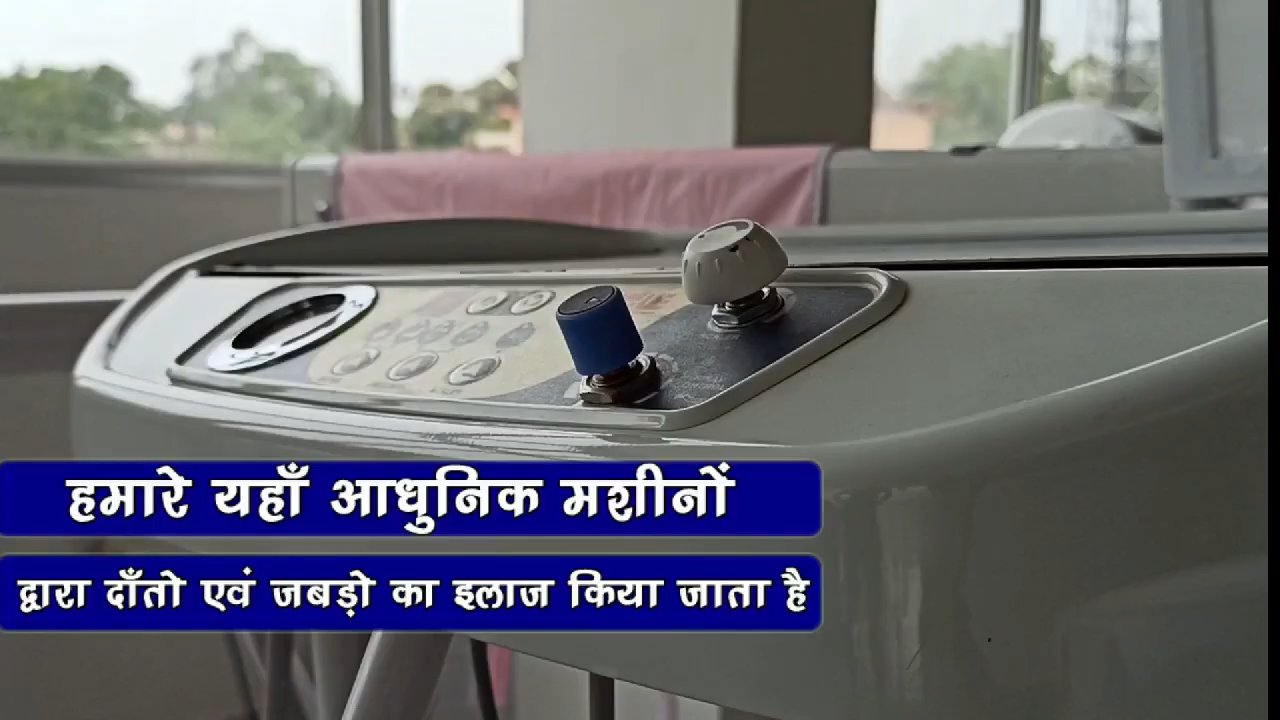 हमारे यहाँ आधुनिक मशीनों
द्वारा दाँतो एवं जबड़ो का इलाज किया जाता है